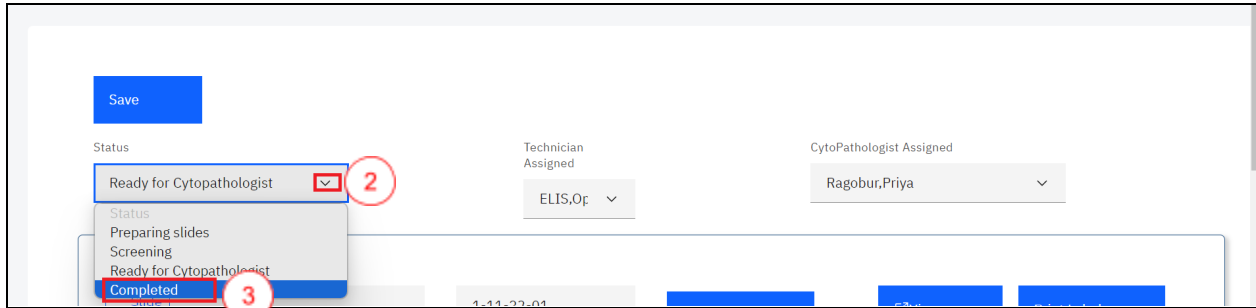 Save
Status
Technician
Assigned
CytoPathologist Assigned
Ready for Cytopathologist
2
ELIS,Op
Ragobur,Priya
Status
Preparing slides
Screening
Ready for Cytopathologist
Completed
3
Slide
1-11-22-01